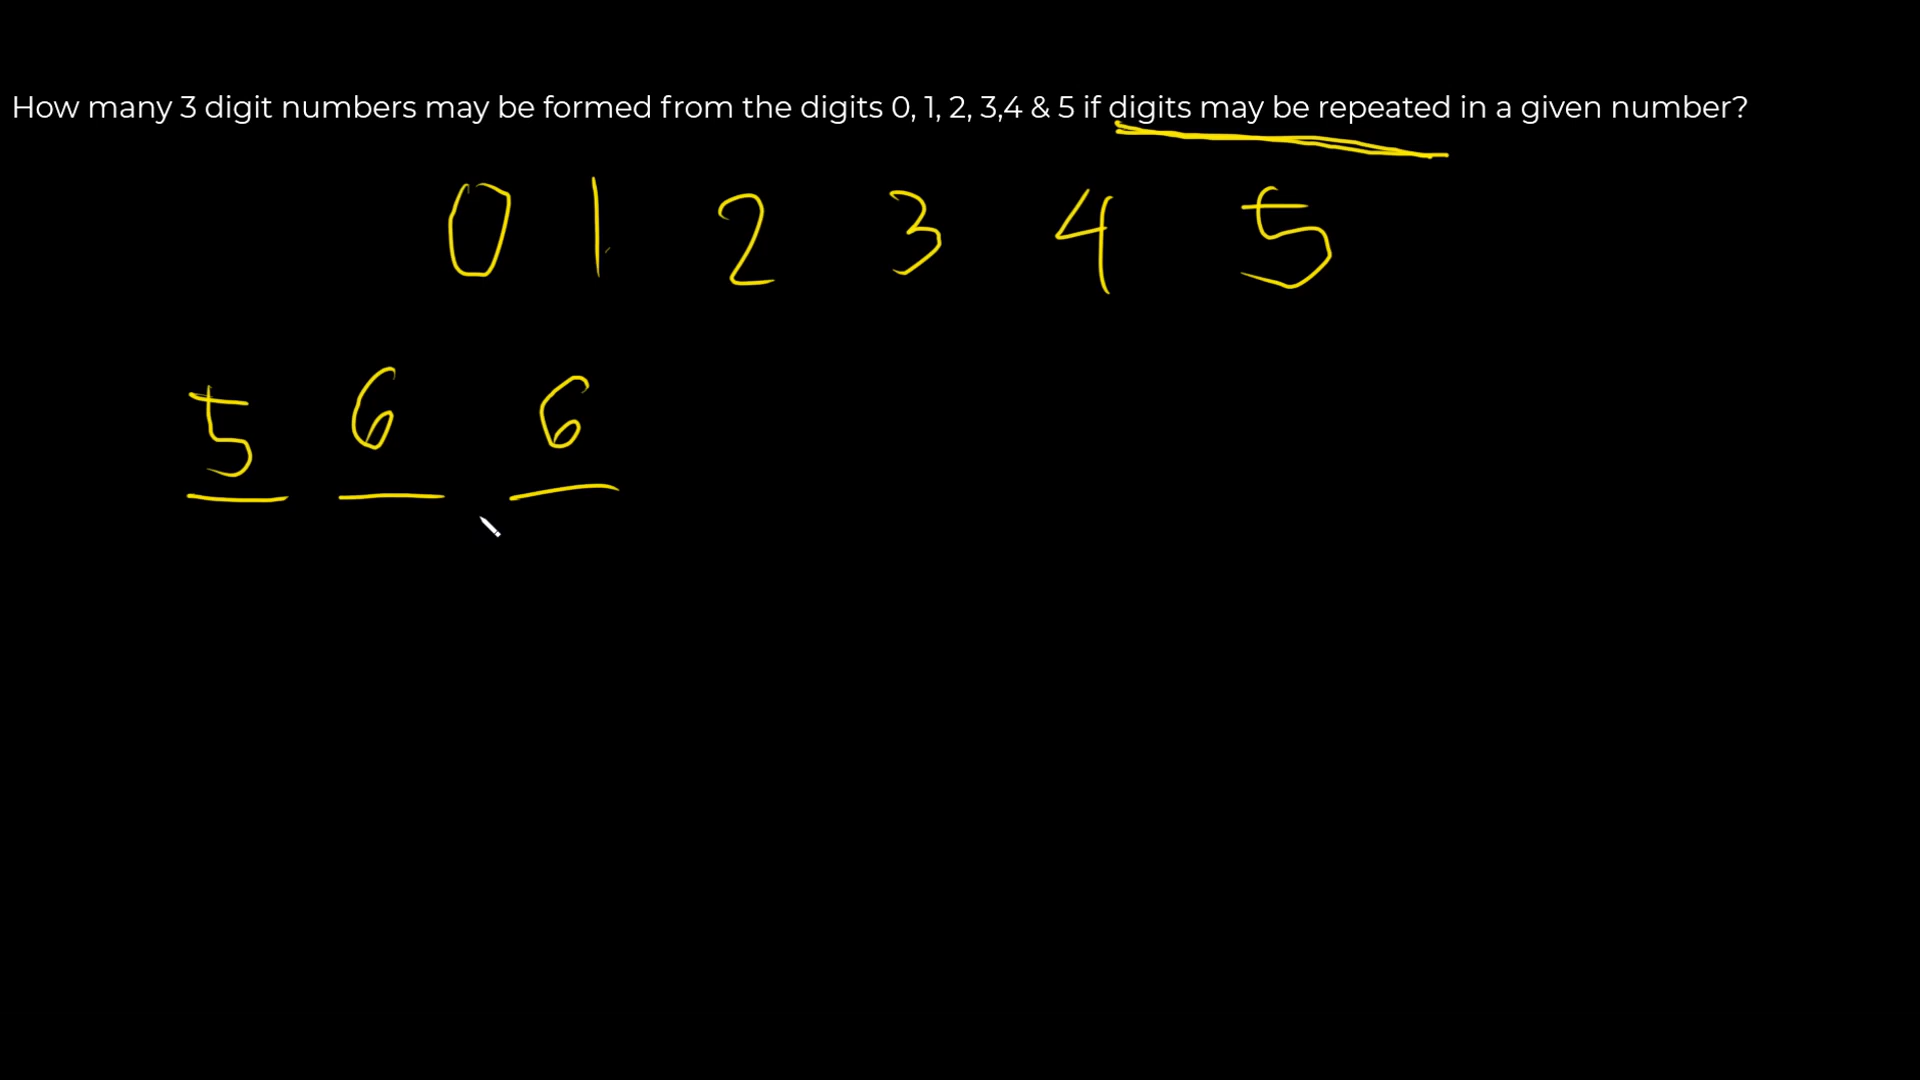 How many 3 digit numbers may be formed from the digits 0, 1, 2, 3,4 & 5 if digits may be repeated in a given number?
0 1 2 3 4 5
5 6 6